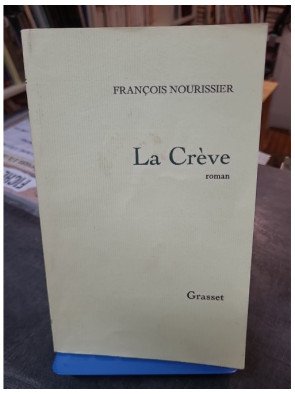 FRANÇOIS NOURISSIER
La Crève
roman
Grasset